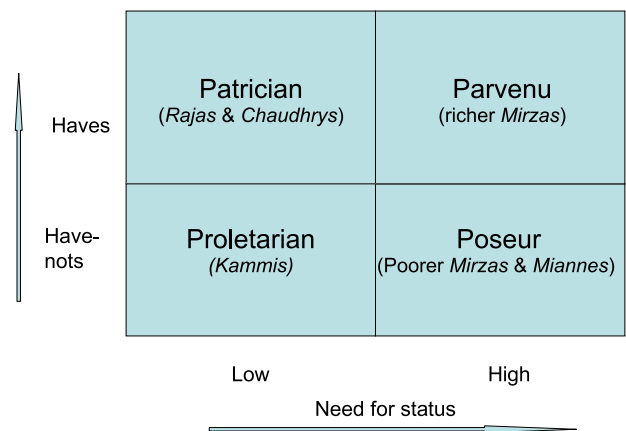 Haves
Patrician
(Rajas & Chaudhrys)
Parvenu
(richer Mirzas)
Have-
nots
Proletarian
(Kammis)
Poseur
(Poorer Mirzas & Miannes)
Low
High
Need for status